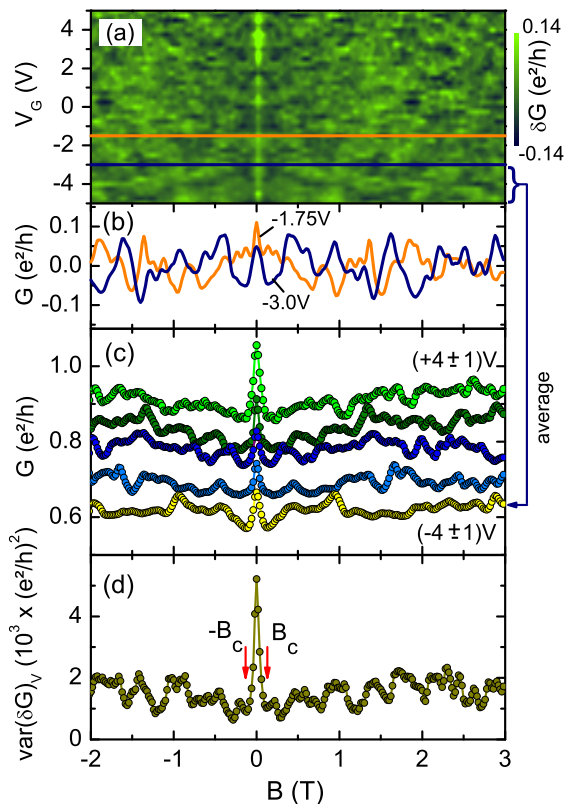 (a)
V_G (V)
4
2
0
-2
-4
0.14
δG (e²/h)
-0.14
(b)
G (e²/h)
0.1
0.0
-0.1
-1.75V
-3.0V
(c)
G (e²/h)
1.0
0.8
0.6
(+4±1)V
(-4±1)V
average
(d)
var(δG)_V (10³ x (e²/h)²)
4
2
0
-B_c
B_c
-2 -1 0 1 2 3
B (T)